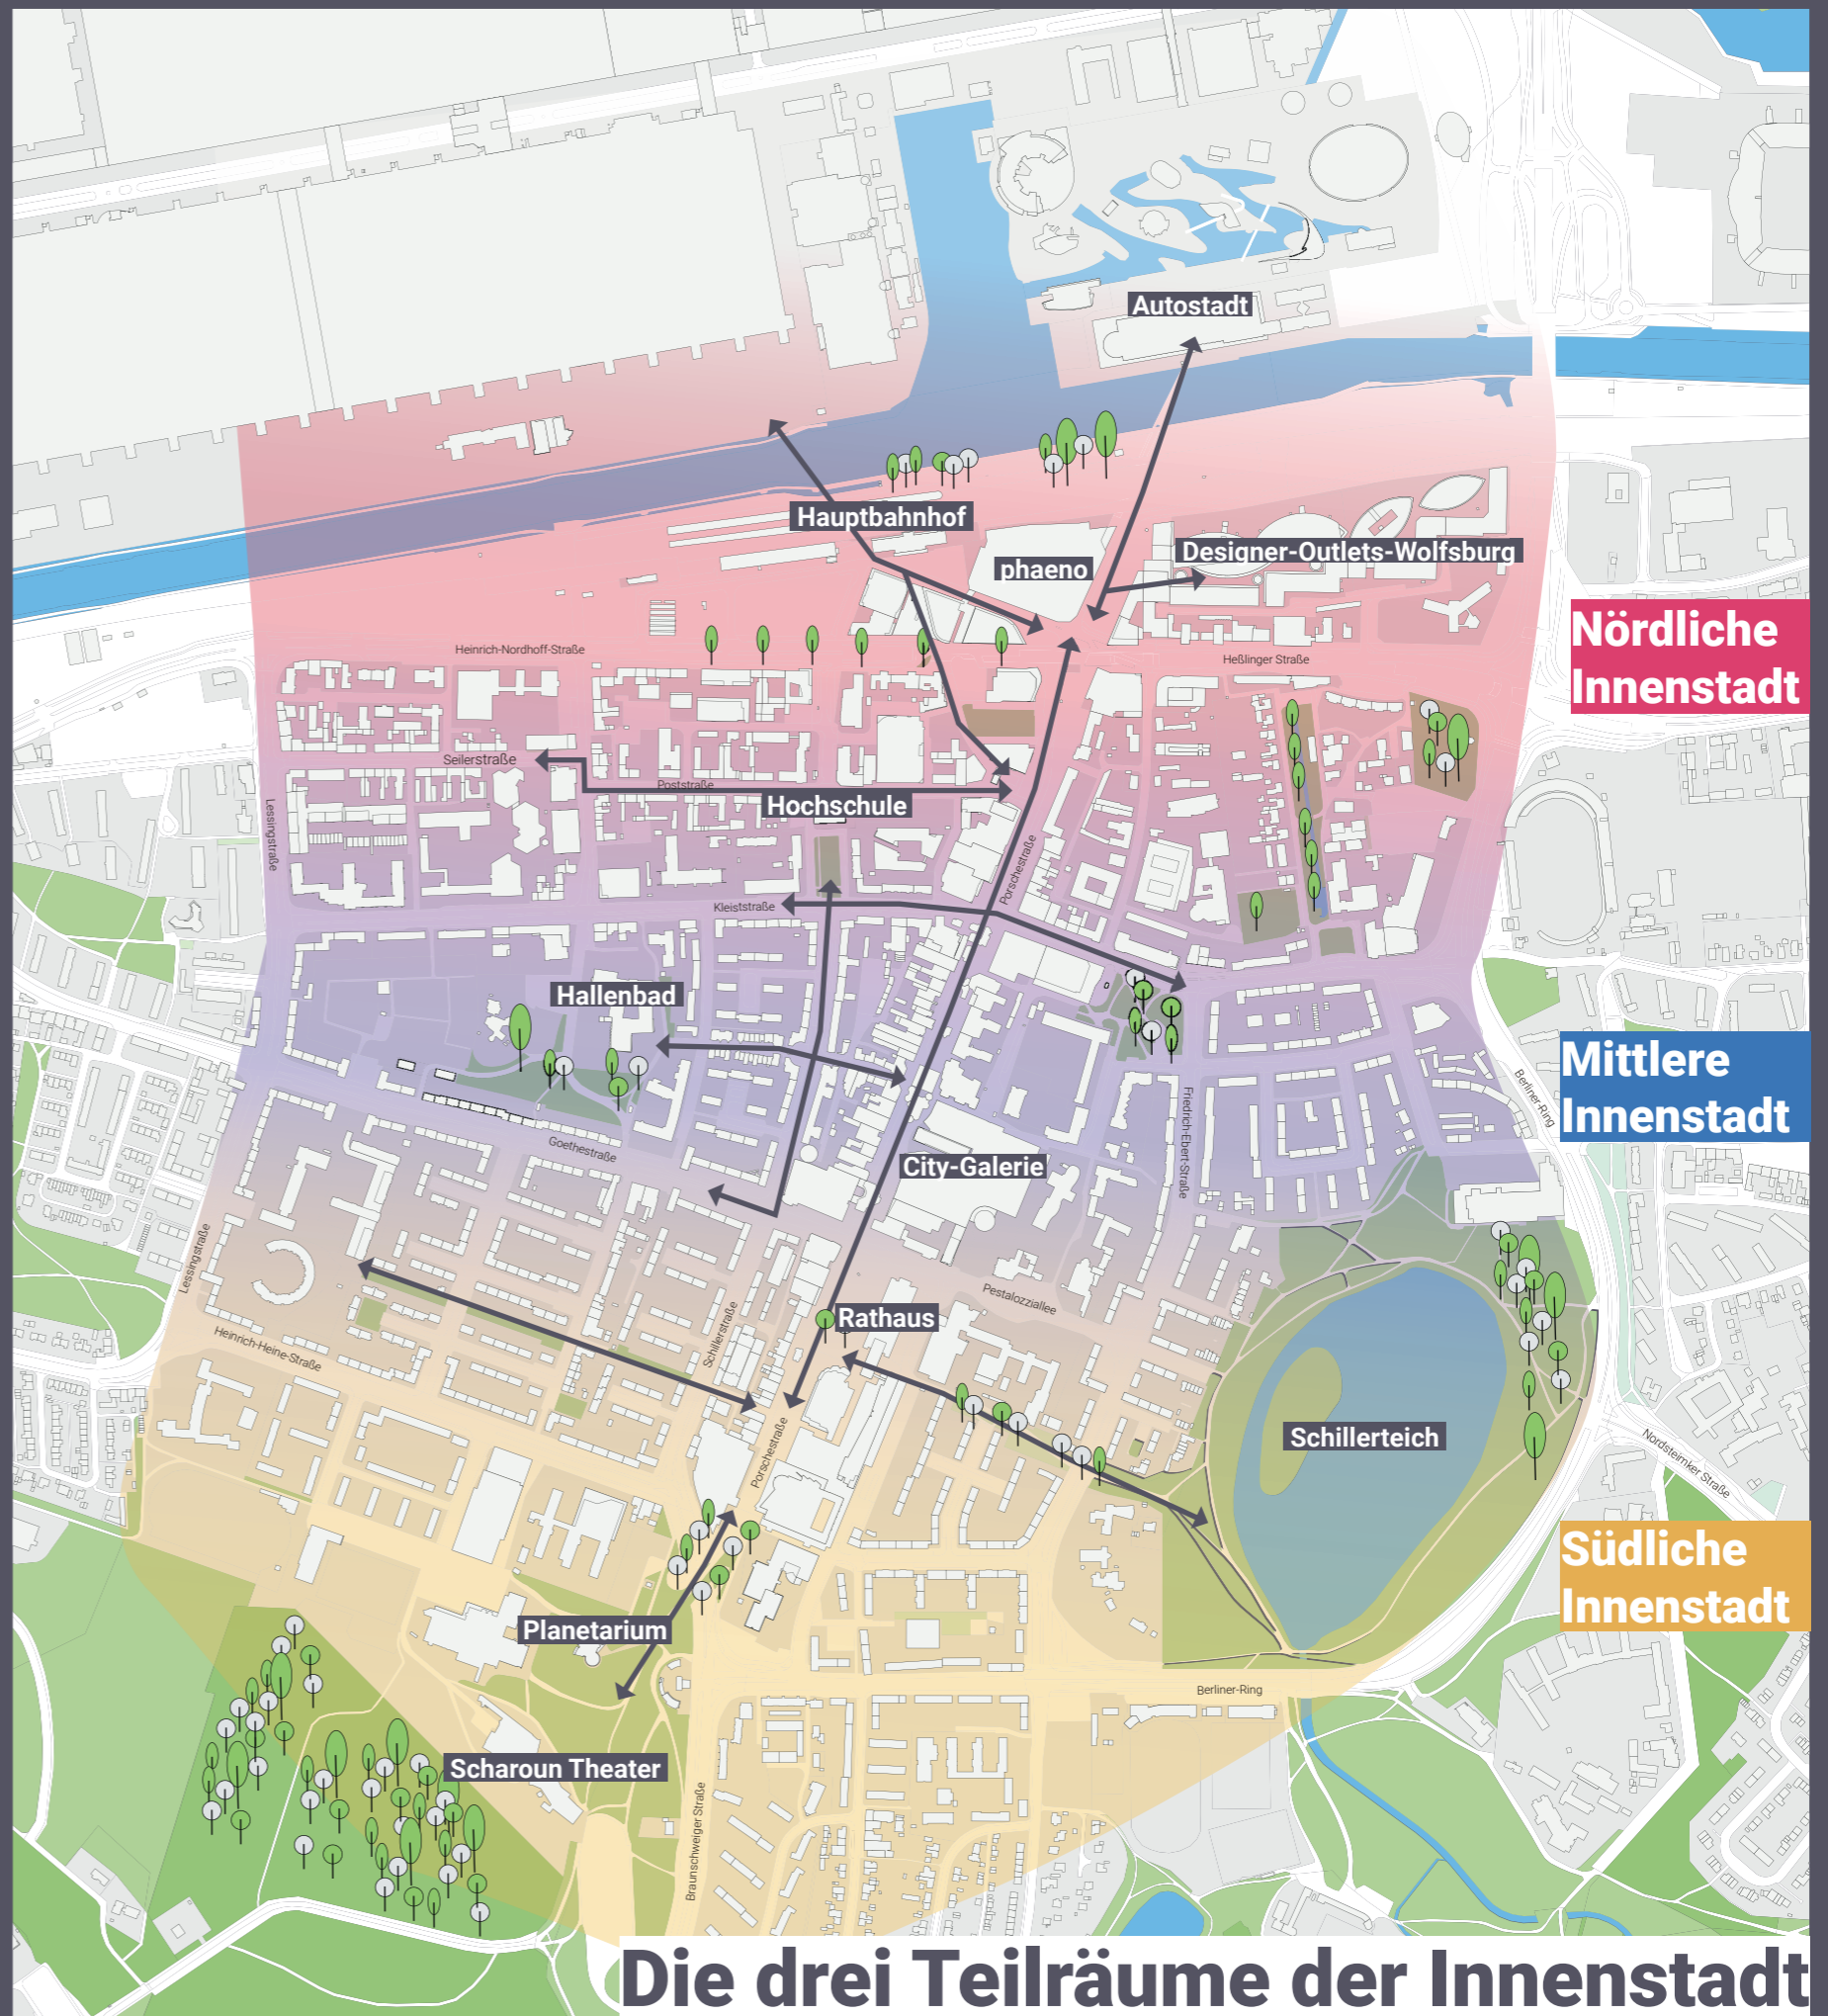 Autostadt
Hauptbahnhof
Designer-Outlets-Wolfsburg
phaeno
Nördliche
Innenstadt
Heinrich-Nordhoff-Straße
Heßlinger Straße
Seilerstraße
Poststraße
Hochschule
Lessingstraße
Porschestraße
Kleiststraße
Hallenbad
Mittlere
Innenstadt
Berliner-Ring
Friedrich-Ebert-Straße
Goethestraße
City-Galerie
Lessingstraße
Pestalozziallee
Rathaus
Schillerstraße
Heinrich-Heine-Straße
Schillerteich
Porschestraße
Nordsteimker Straße
Südliche
Innenstadt
Planetarium
Berliner-Ring
Scharoun Theater
Braunschweiger Straße
Die drei Teilräume der Innenstadt